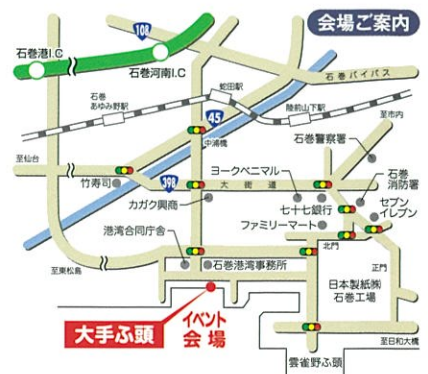 会場ご案内
108
石巻港I.C
石巻河南I.C
石巻バイパス
石巻
あゆみ野駅
蛇田駅
陸前山下駅
至市内
45
中浦橋
石巻警察署
至仙台
竹寿司
398
大街道
ヨークベニマル
石巻
消防署
カガク興商
七十七銀行
セブン
イレブン
ファミリーマート
港湾合同庁舎
北門
石巻港湾事務所
正門
至東松島
日本製紙㈱
石巻工場
大手ふ頭
イベント
会場
至日和大橋
雲雀野ふ頭